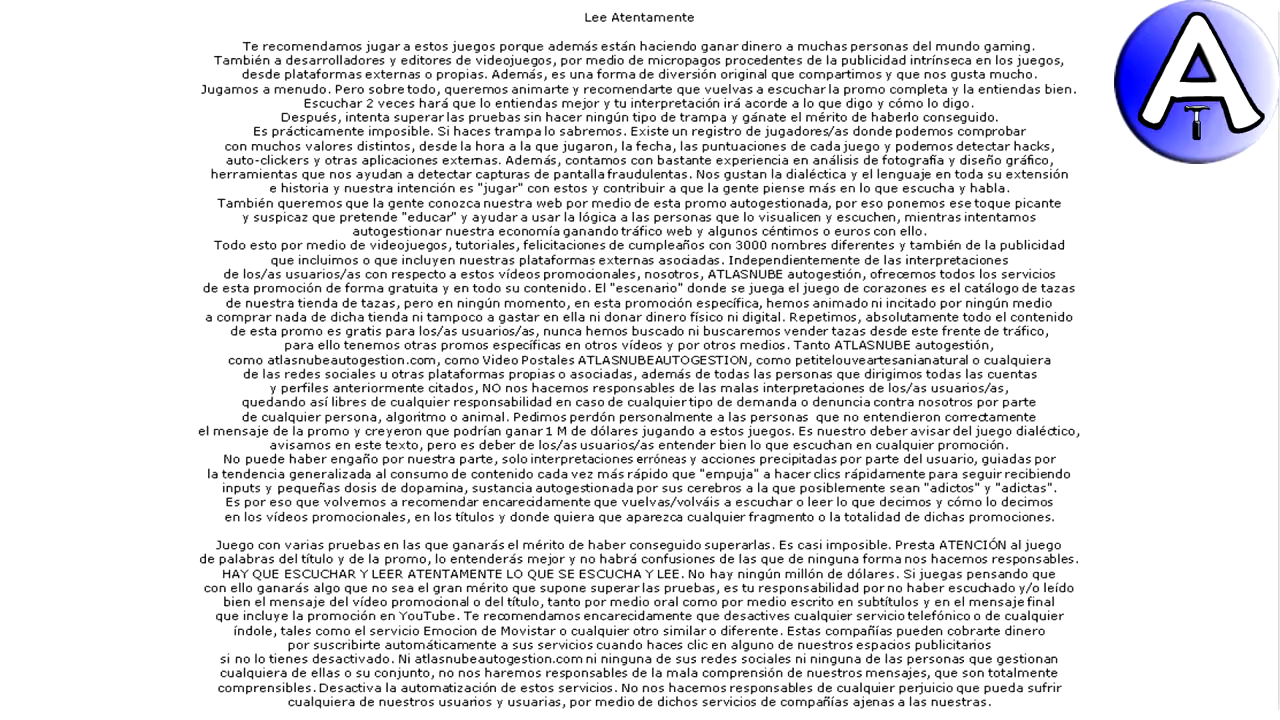 Lee Atentamente
Te recomendamos jugar a estos juegos porque además están haciendo ganar dinero a muchas personas del mundo gaming.
También a desarrolladores y editores de videojuegos, por medio de micropagos procedentes de la publicidad intrínseca en los juegos,
desde plataformas externas o propias. Además, es una forma de diversión original que compartimos y que nos gusta mucho.
Jugamos a menudo. Pero sobre todo, queremos animarte y recomendarte que vuelvas a escuchar la promo completa y la entiendas bien.
Escuchar 2 veces hará que lo entiendas mejor y tu interpretación irá acorde a lo que digo y cómo lo digo.
Después, intenta superar las pruebas sin hacer ningún tipo de trampa y gánate el mérito de haberlo conseguido.
Es prácticamente imposible. Si haces trampa lo sabremos. Existe un registro de jugadores/as donde podemos comprobar
con muchos valores distintos, desde la hora a la que jugaron, la fecha, las puntuaciones de cada juego y podemos detectar hacks,
auto-clickers y otras aplicaciones externas. Además, contamos con bastante experiencia en análisis de fotografía y diseño gráfico,
herramientas que nos ayudan a detectar capturas de pantalla fraudulentas. Nos gustan la dialéctica y el lenguaje en toda su extensión
e historia y nuestra intención es "jugar" con estos y contribuir a que la gente piense más en lo que escucha y habla.
También queremos que la gente conozca nuestra web por medio de esta promo autogestionada, por eso ponemos ese toque picante
y suspicaz que pretende "educar" y ayudar a usar la lógica a las personas que lo visualicen y escuchen, mientras intentamos
autogestionar nuestra economía ganando tráfico web y algunos céntimos o euros con ello.
Todo esto por medio de videojuegos, tutoriales, felicitaciones de cumpleaños con 3000 nombres diferentes y también de la publicidad
que incluimos o que incluyen nuestras plataformas externas asociadas. Independientemente de las interpretaciones
de los/as usuarios/as con respecto a estos vídeos promocionales, nosotros, ATLASNUBE autogestión, ofrecemos todos los servicios
de esta promoción de forma gratuita y en todo su contenido. El "escenario" donde se juega el juego de corazones es el catálogo de tazas
de nuestra tienda de tazas, pero en ningún momento, en esta promoción específica, hemos animado ni incitado por ningún medio
a comprar nada de dicha tienda ni tampoco a gastar en ella ni donar dinero físico ni digital. Repetimos, absolutamente todo el contenido
de esta promo es gratis para los/as usuarios/as, nunca hemos buscado ni buscaremos vender tazas desde este frente de tráfico,
para ello tenemos otras promos específicas en otros vídeos y por otros medios. Tanto ATLASNUBE autogestión,
como atlasnubeautogestion.com, como Video Postales ATLASNUBEAUTOGESTION, como petitelouveartesanianatural o cualquiera
de las redes sociales u otras plataformas propias o asociadas, además de todas las personas que dirigimos todas las cuentas
y perfiles anteriormente citados, NO nos hacemos responsables de las malas interpretaciones de los/as usuarios/as,
quedando así libres de cualquier responsabilidad en caso de cualquier tipo de demanda o denuncia contra nosotros por parte
de cualquier persona, algoritmo o animal. Pedimos perdón personalmente a las personas que no entendieron correctamente
el mensaje de la promo y creyeron que podrían ganar 1 M de dólares jugando a estos juegos. Es nuestro deber avisar del juego dialéctico,
avisamos en este texto, pero es deber de los/as usuarios/as entender bien lo que escuchan en cualquier promoción.
No puede haber engaño por nuestra parte, solo interpretaciones erróneas y acciones precipitadas por parte del usuario, guiadas por
la tendencia generalizada al consumo de contenido cada vez más rápido que "empuja" a hacer clics rápidamente para seguir recibiendo
inputs y pequeñas dosis de dopamina, sustancia autogestionada por sus cerebros a la que posiblemente sean "adictos" y "adictas".
Es por eso que volvemos a recomendar encarecidamente que vuelvas/volváis a escuchar o leer lo que decimos y cómo lo decimos
en los vídeos promocionales, en los títulos y donde quiera que aparezca cualquier fragmento o la totalidad de dichas promociones.
Juego con varias pruebas en las que ganarás el mérito de haber conseguido superarlas. Es casi imposible. Presta ATENCIÓN al juego
de palabras del título y de la promo, lo entenderás mejor y no habrá confusiones de las que de ninguna forma nos hacemos responsables.
HAY QUE ESCUCHAR Y LEER ATENTAMENTE LO QUE SE ESCUCHA Y LEE. No hay ningún millón de dólares. Si juegas pensando que
con ello ganarás algo que no sea el gran mérito que supone superar las pruebas, es tu responsabilidad por no haber escuchado y/o leído
bien el mensaje del vídeo promocional o del título, tanto por medio oral como por medio escrito en subtítulos y en el mensaje final
que incluye la promoción en YouTube. Te recomendamos encarecidamente que desactives cualquier servicio telefónico o de cualquier
índole, tales como el servicio Emocion de Movistar o cualquier otro similar o diferente. Estas compañías pueden cobrarte dinero
por suscribirte automáticamente a sus servicios cuando haces clic en alguno de nuestros espacios publicitarios
si no lo tienes desactivado. Ni atlasnubeautogestion.com ni ninguna de sus redes sociales ni ninguna de las personas que gestionan
cualquiera de ellas o su conjunto, no nos haremos responsables de la mala comprensión de nuestros mensajes, que son totalmente
comprensibles. Desactiva la automatización de estos servicios. No nos hacemos responsables de cualquier perjuicio que pueda sufrir
cualquiera de nuestros usuarios y usuarias, por medio de dichos servicios de compañías ajenas a las nuestras.